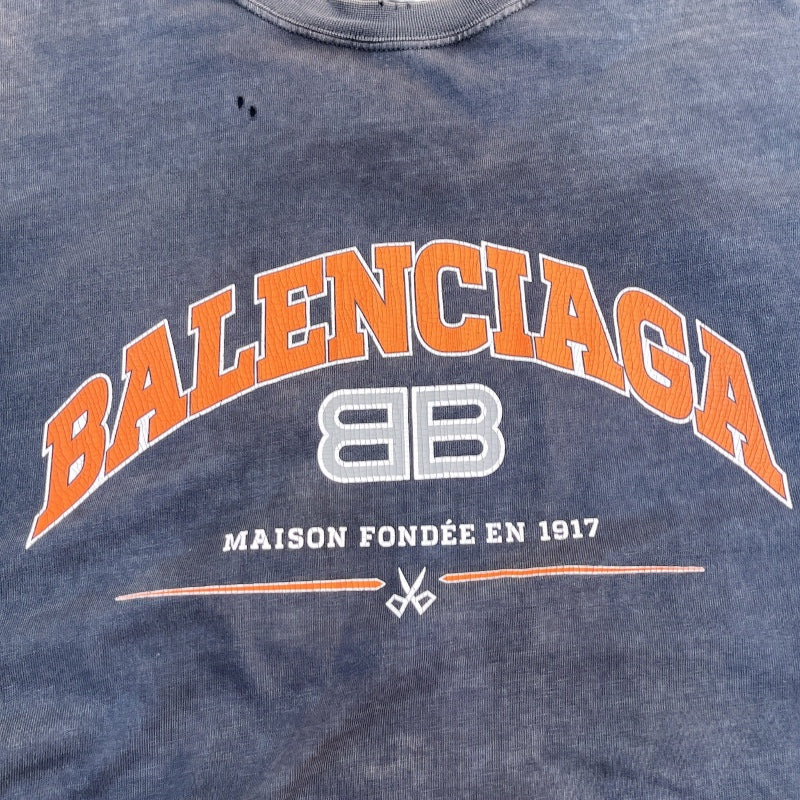 BALENCIAGA
BB
MAISON FONDÉE EN 1917